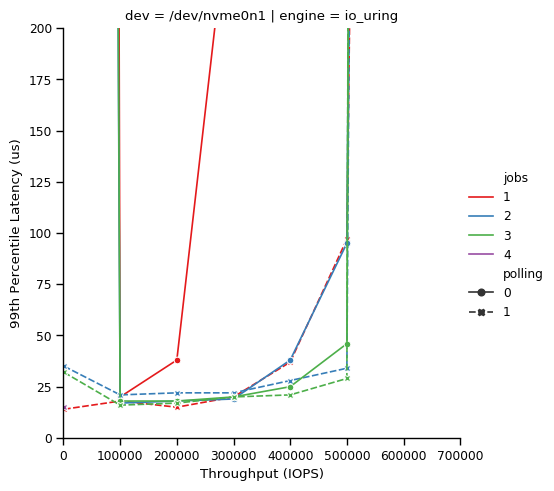 dev = /dev/nvme0n1 | engine = io_uring
200
175
150
125
100
75
50
25
0
99th Percentile Latency (us)
0 100000 200000 300000 400000 500000 600000 700000
Throughput (IOPS)
jobs
1
2
3
4
polling
0
1